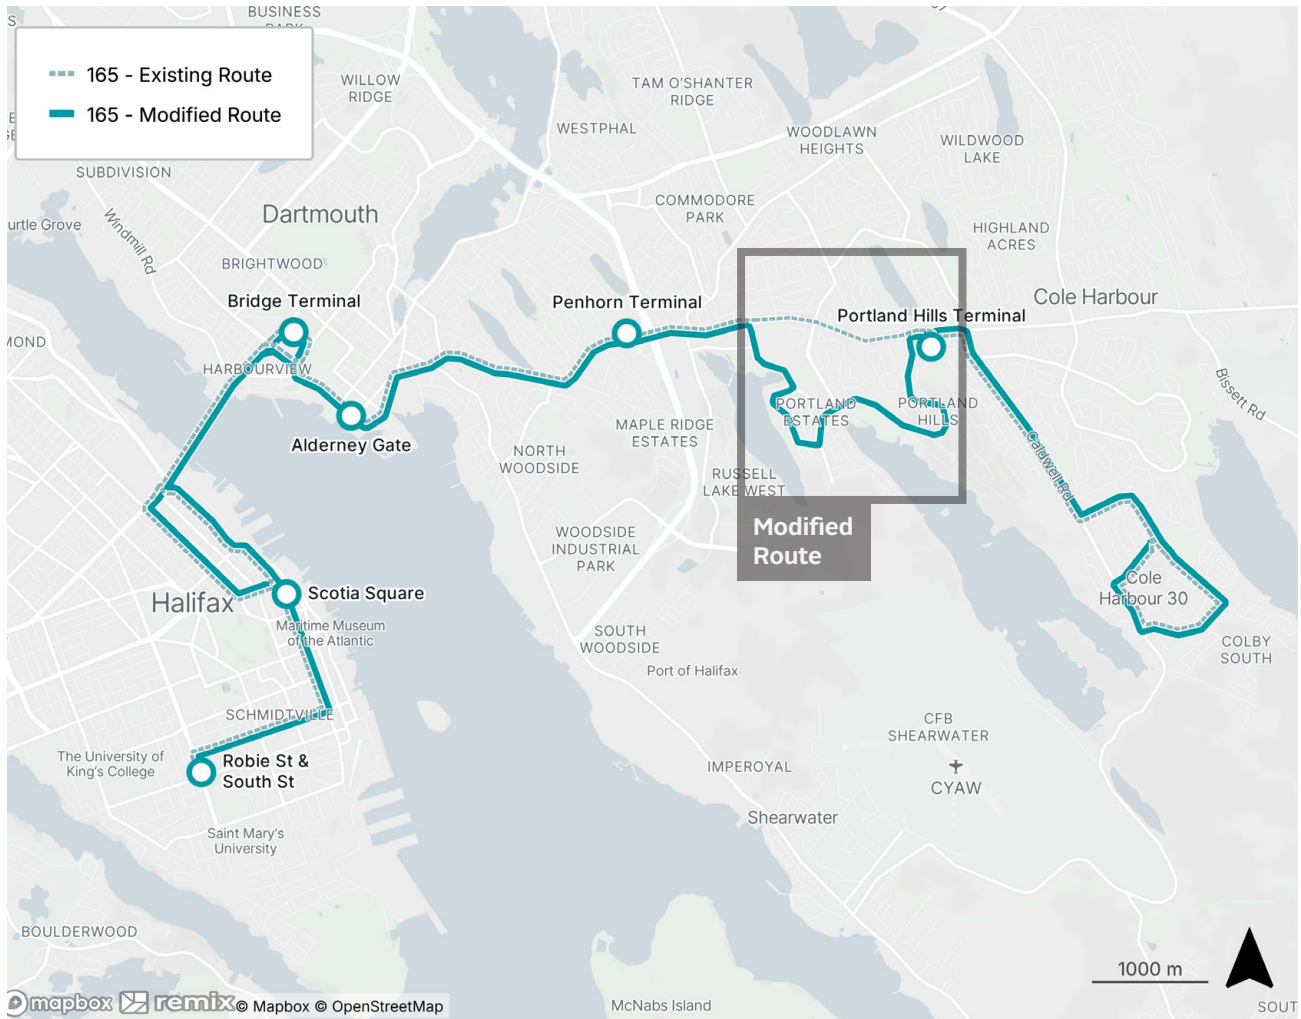 BUSINESS
165 - Existing Route
165 - Modified Route
WILLOW
RIDGE
TAM O'SHANTER
RIDGE
WESTPHAL
WOODLAWN
HEIGHTS
WILDWOOD
LAKE
SUBDIVISION
Windmill Rd
Dartmouth
COMMODORE
PARK
HIGHLAND
ACRES
urtle Grove
BRIGHTWOOD
Bridge Terminal
Penhorn Terminal
Portland Hills Terminal
Cole Harbour
MOND
HARBOURVIEW
Bissett Rd
PORTLAND
ESTATES
PORTLAND
HILLS
Alderney Gate
MAPLE RIDGE
ESTATES
NORTH
WOODSIDE
Caldwell Rd
RUSSELL
LAKE WEST
Modified
Route
WOODSIDE
INDUSTRIAL
PARK
Cole
Harbour 30
Scotia Square
Halifax
Maritime Museum
of the Atlantic
SOUTH
WOODSIDE
COLBY
SOUTH
Port of Halifax
SCHMIDTVILLE
CFB
SHEARWATER
The University of
King's College
Robie St &
South St
IMPEROYAL
CYAW
Shearwater
Saint Mary's
University
BOULDERWOOD
1000 m
McNabs Island
SOUT
mapbox remix © Mapbox © OpenStreetMap